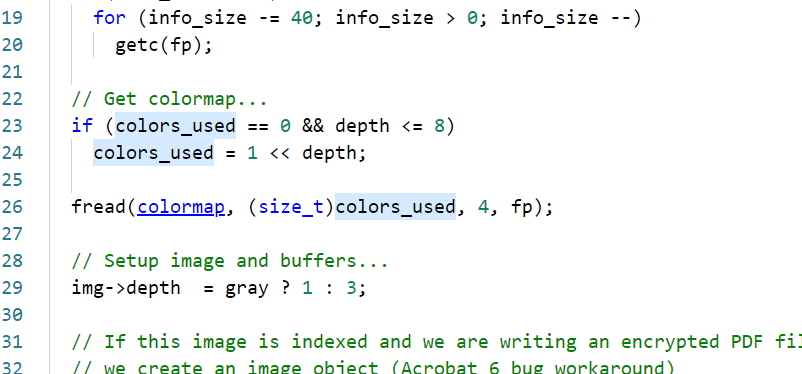 19 for (info_size -= 40; info_size > 0; info_size --)
20 getc(fp);
21
22 // Get colormap...
23 if (colors_used == 0 && depth <= 8)
24 colors_used = 1 << depth;
25
26 fread(colormap, (size_t)colors_used, 4, fp);
27
28 // Setup image and buffers...
29 img->depth  = gray ? 1 : 3;
30
31 // If this image is indexed and we are writing an encrypted PDF fil
32 // we create an image object (Acrobat 6 bug workaround)